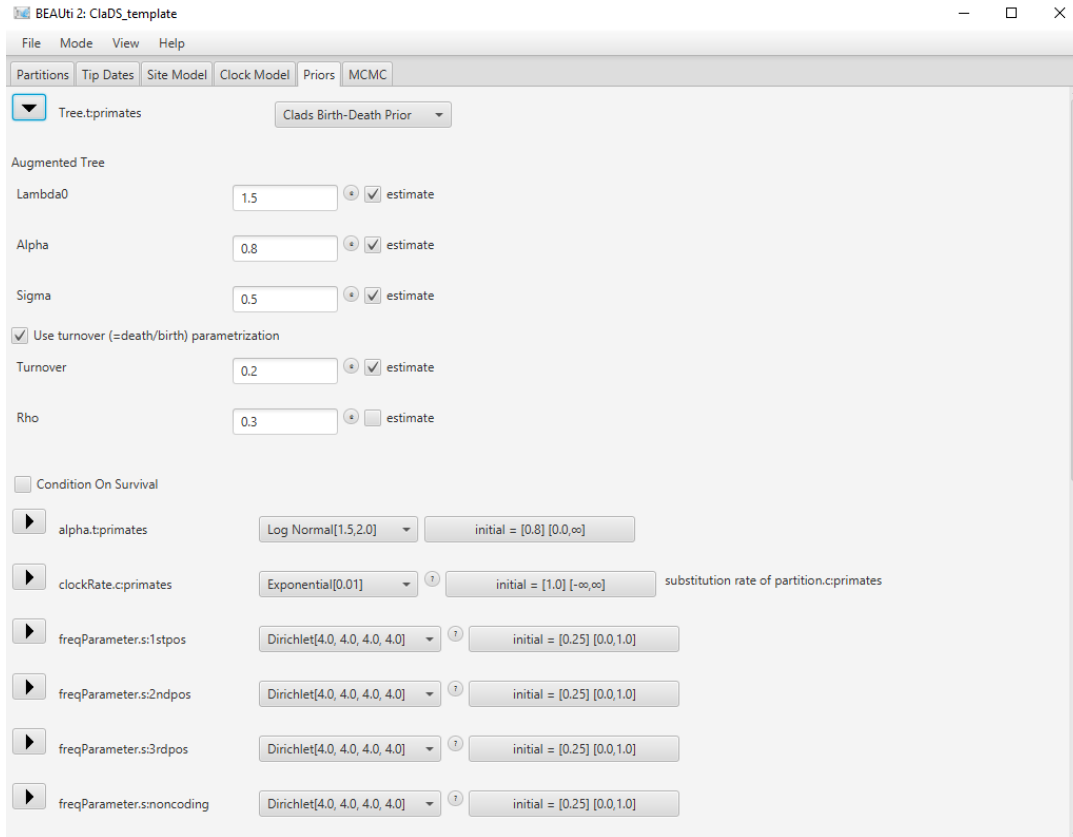 BEAUti 2: ClaDS_template
File Mode View Help
Partitions Tip Dates Site Model Clock Model Priors MCMC
Tree.t:primates Clads Birth-Death Prior
Augmented Tree
Lambda0 1.5 e estimate
Alpha 0.8 e estimate
Sigma 0.5 e estimate
Use turnover (=death/birth) parametrization
Turnover 0.2 e estimate
Rho 0.3 e estimate
Condition On Survival
alpha.t:primates Log Normal[1.5,2.0] initial = [0.8] [0.0,∞]
clockRate.c:primates Exponential[0.01] ? initial = [1.0] [-∞,∞] substitution rate of partition.c:primates
freqParameter.s:1stpos Dirichlet[4.0, 4.0, 4.0, 4.0] ? initial = [0.25] [0.0,1.0]
freqParameter.s:2ndpos Dirichlet[4.0, 4.0, 4.0, 4.0] ? initial = [0.25] [0.0,1.0]
freqParameter.s:3rdpos Dirichlet[4.0, 4.0, 4.0, 4.0] ? initial = [0.25] [0.0,1.0]
freqParameter.s:noncoding Dirichlet[4.0, 4.0, 4.0, 4.0] ? initial = [0.25] [0.0,1.0]